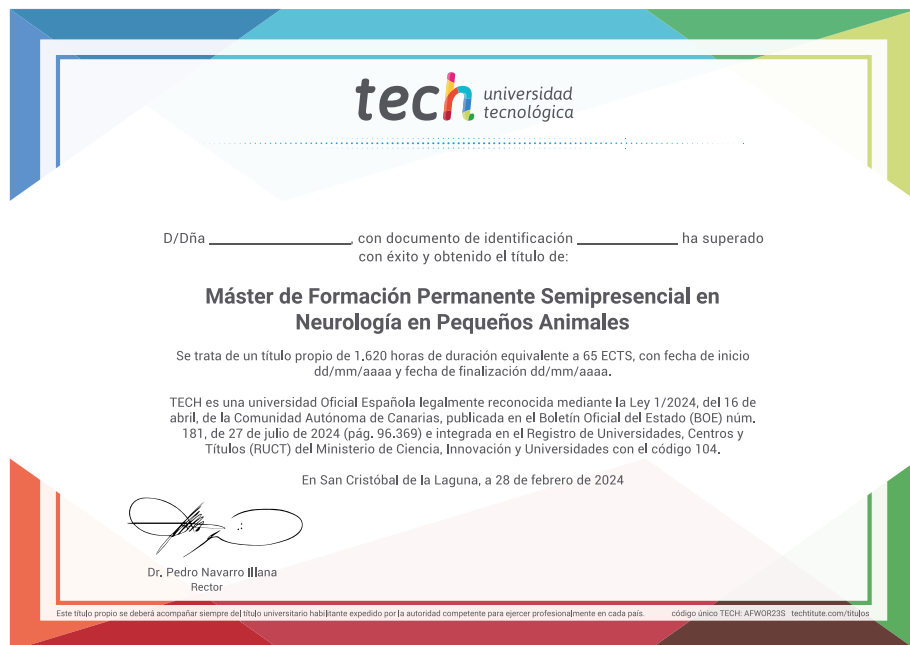 tech universidad
tecnológica
D/Dña ____________________, con documento de identificación ______________ ha superado
con éxito y obtenido el título de:
Máster de Formación Permanente Semipresencial en
Neurología en Pequeños Animales
Se trata de un título propio de 1.620 horas de duración equivalente a 65 ECTS, con fecha de inicio
dd/mm/aaaa y fecha de finalización dd/mm/aaaa.
TECH es una universidad Oficial Española legalmente reconocida mediante la Ley 1/2024, del 16 de
abril, de la Comunidad Autónoma de Canarias, publicada en el Boletín Oficial del Estado (BOE) núm.
181, de 27 de julio de 2024 (pág. 96.369) e integrada en el Registro de Universidades, Centros y
Títulos (RUCT) del Ministerio de Ciencia, Innovación y Universidades con el código 104.
En San Cristóbal de la Laguna, a 28 de febrero de 2024
Dr. Pedro Navarro Illana
Rector
Este título propio se deberá acompañar siempre del título universitario habilitante expedido por la autoridad competente para ejercer profesionalmente en cada país. código único TECH: AFWOR23S techtitute.com/titulos